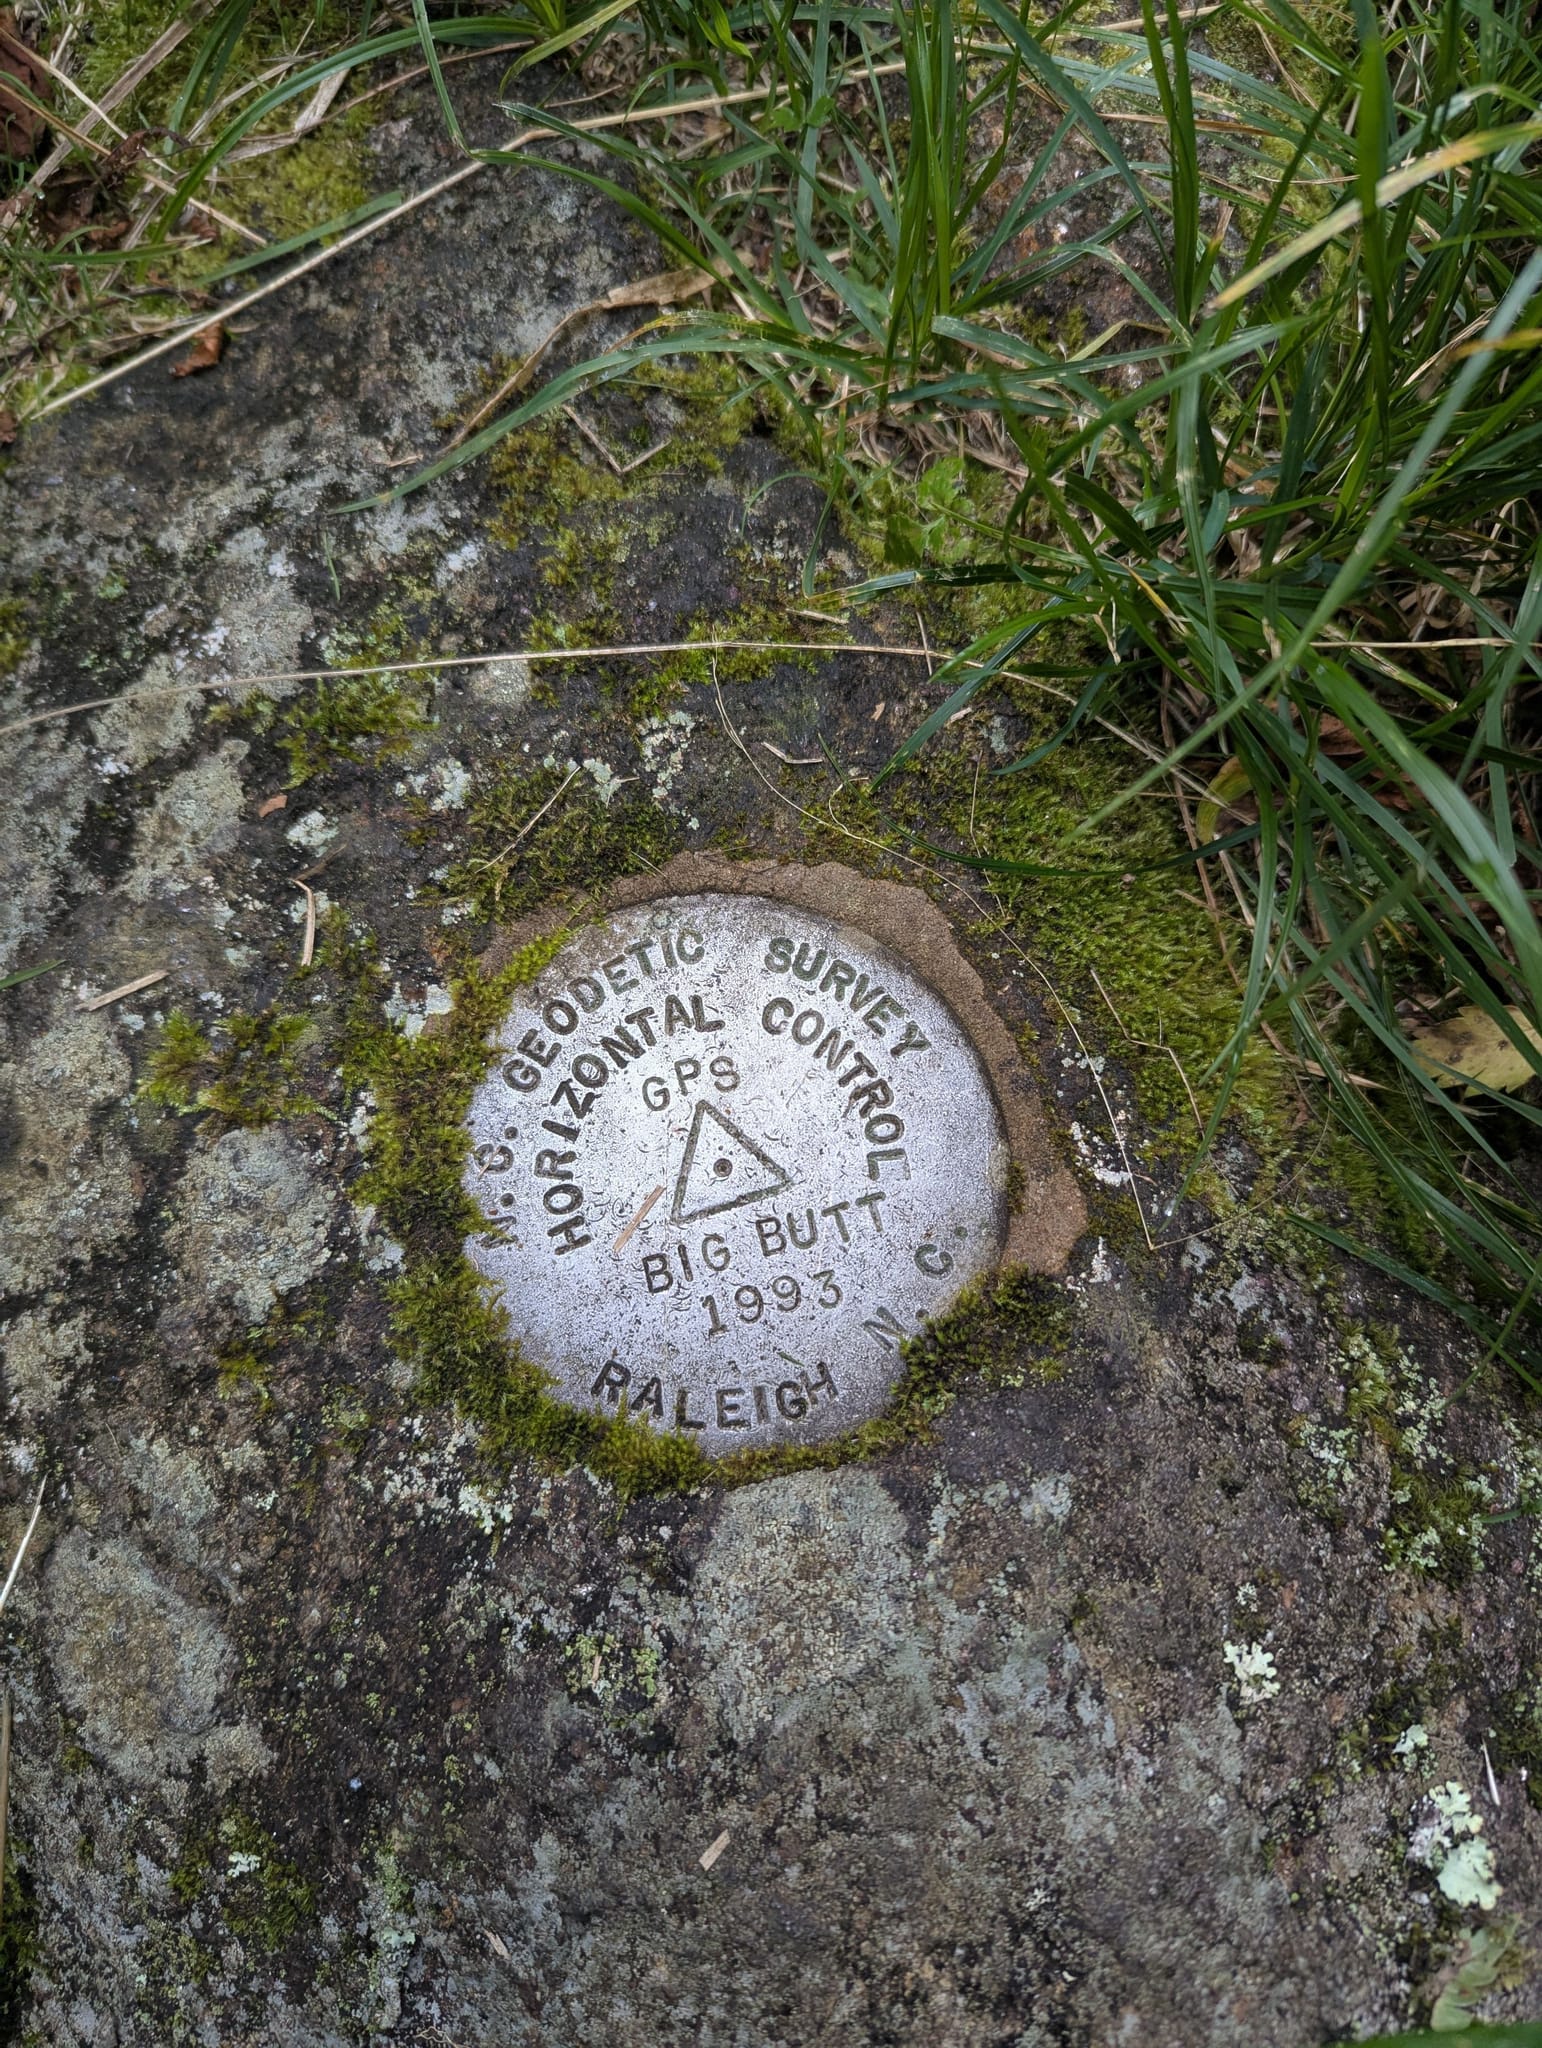 N. C. GEODETIC SURVEY
HORIZONTAL CONTROL
GPS
BIG BUTT
1993
RALEIGH N. C.